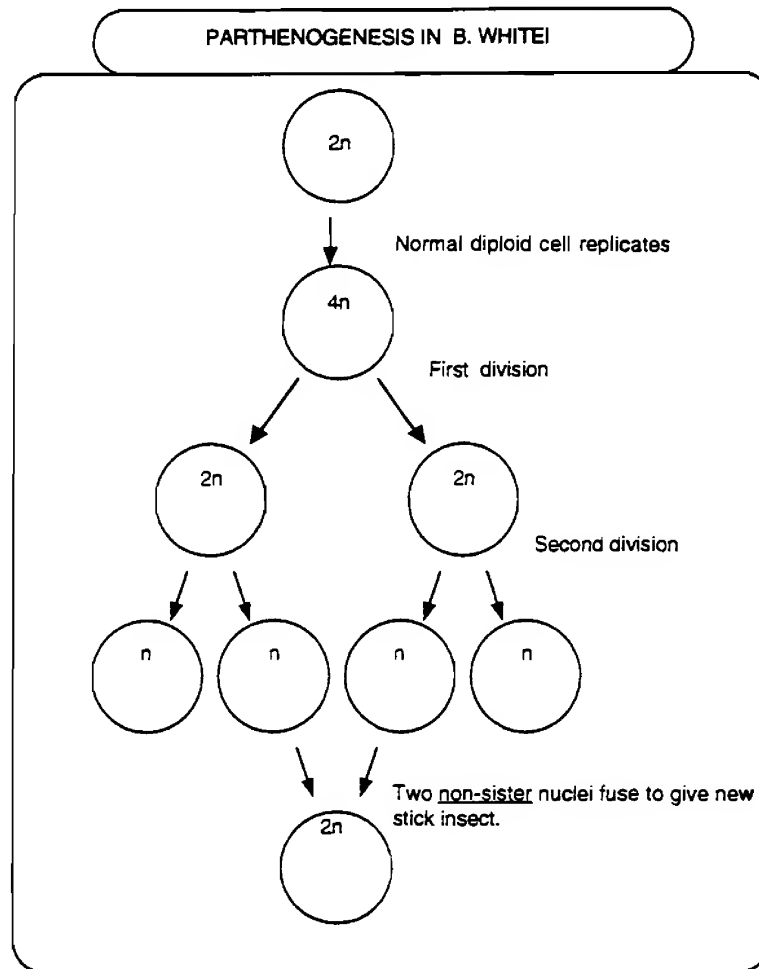 PARTHENOGENESIS IN B. WHITEI
2n
Normal diploid cell replicates
4n
First division
2n 2n
Second division
n n n n
Two non-sister nuclei fuse to give new
stick insect.
2n